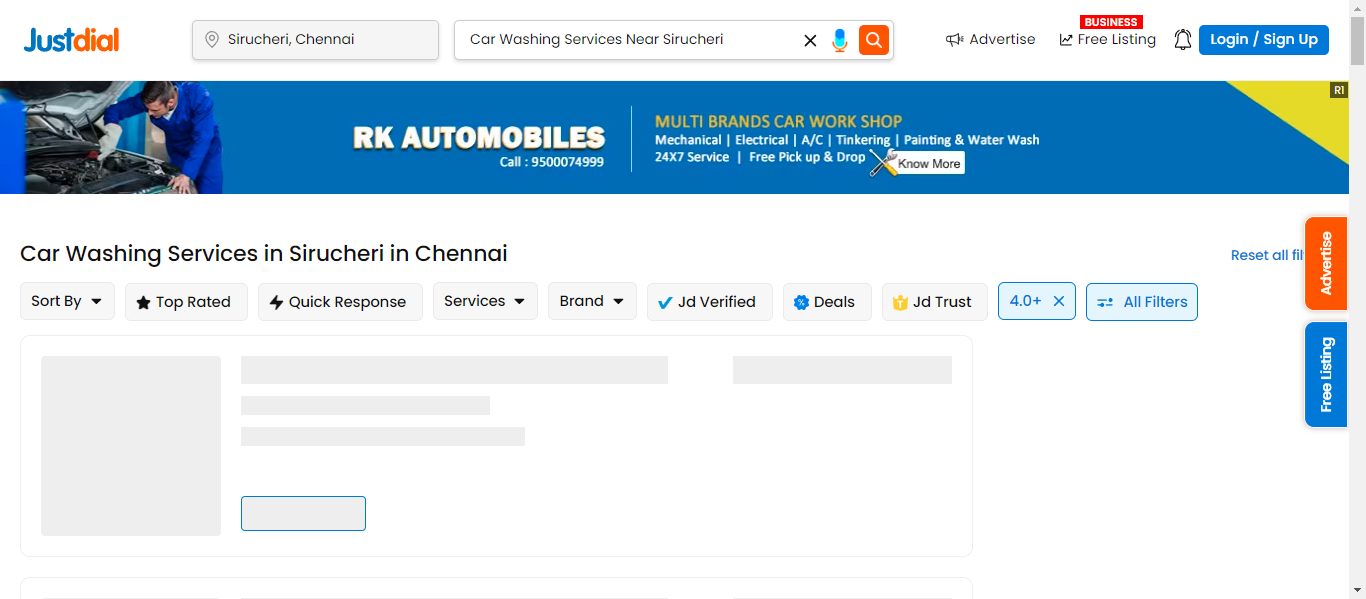 Justdial
Sirucheri, Chennai
Car Washing Services Near Sirucheri
Advertise
BUSINESS
Free Listing
Login / Sign Up
R1
RK AUTOMOBILES
Call : 9500074999
MULTI BRANDS CAR WORK SHOP
Mechanical | Electrical | A/C | Tinkering | Painting & Water Wash
24X7 Service | Free Pick up & Drop
Know More
Car Washing Services in Sirucheri in Chennai
Reset all fil
Sort By
Top Rated
Quick Response
Services
Brand
Jd Verified
Deals
Jd Trust
4.0+
All Filters
Advertise
Free Listing